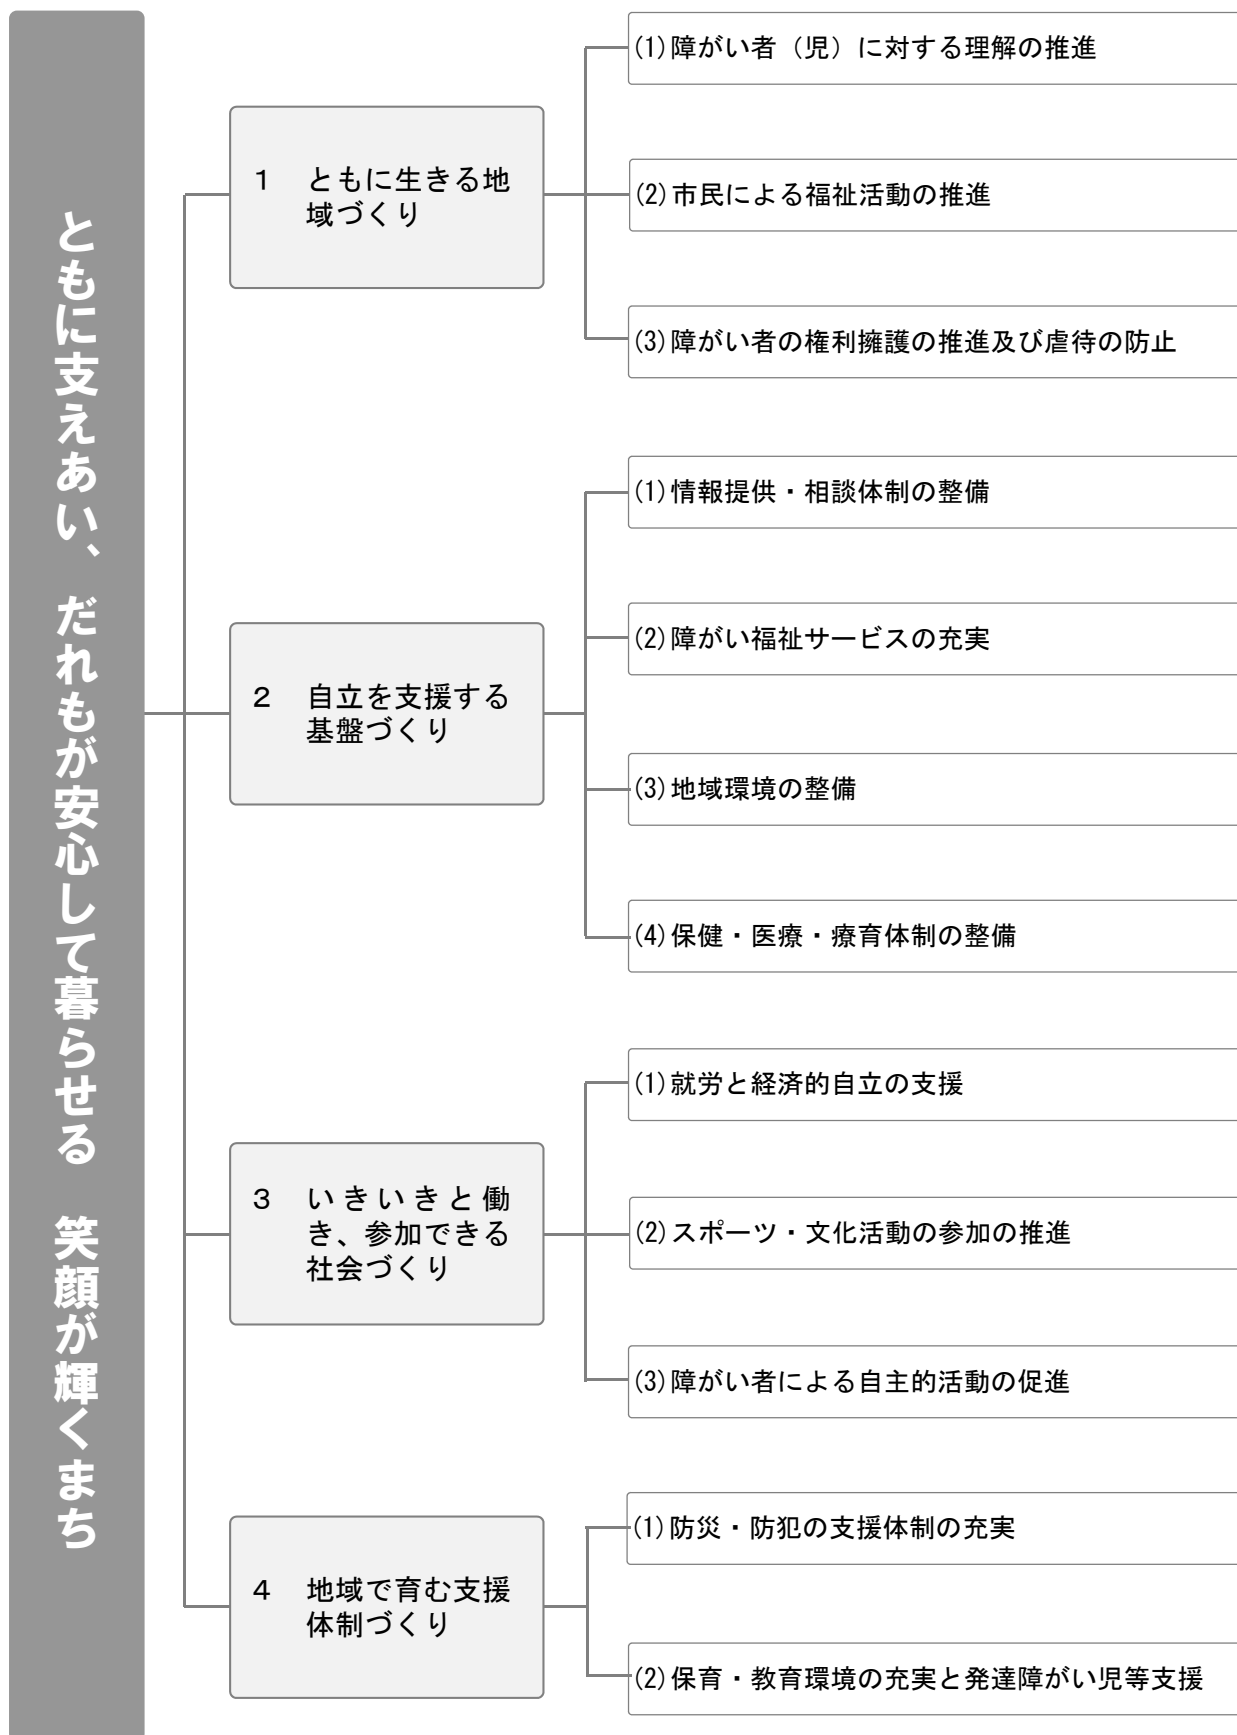 ともに支えあい、だれもが安心して暮らせる　笑顔が輝くまち
１　ともに生きる地
域づくり
(1)障がい者（児）に対する理解の推進
(2)市民による福祉活動の推進
(3)障がい者の権利擁護の推進及び虐待の防止
２　自立を支援する
基盤づくり
(1)情報提供・相談体制の整備
(2)障がい福祉サービスの充実
(3)地域環境の整備
(4)保健・医療・療育体制の整備
３　いきいきと働
き、参加できる
社会づくり
(1)就労と経済的自立の支援
(2)スポーツ・文化活動の参加の推進
(3)障がい者による自主的活動の促進
４　地域で育む支援
体制づくり
(1)防災・防犯の支援体制の充実
(2)保育・教育環境の充実と発達障がい児等支援